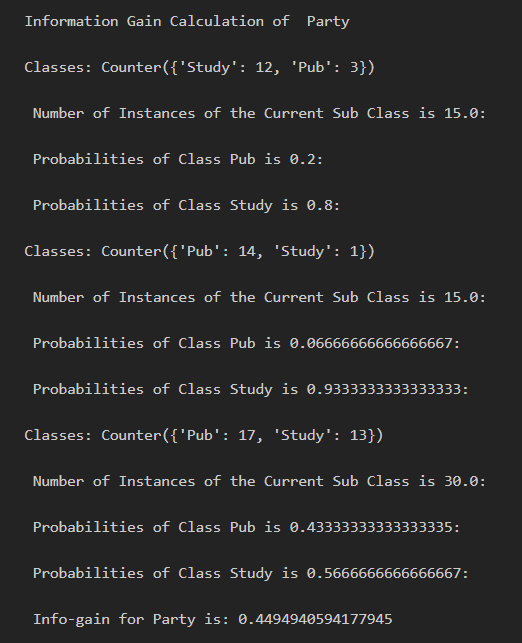 Information Gain Calculation of  Party
Classes: Counter({'Study': 12, 'Pub': 3})
Number of Instances of the Current Sub Class is 15.0:
Probabilities of Class Pub is 0.2:
Probabilities of Class Study is 0.8:
Classes: Counter({'Pub': 14, 'Study': 1})
Number of Instances of the Current Sub Class is 15.0:
Probabilities of Class Pub is 0.06666666666666667:
Probabilities of Class Study is 0.9333333333333333:
Classes: Counter({'Pub': 17, 'Study': 13})
Number of Instances of the Current Sub Class is 30.0:
Probabilities of Class Pub is 0.43333333333333335:
Probabilities of Class Study is 0.5666666666666667:
Info-gain for Party is: 0.4494940594177945